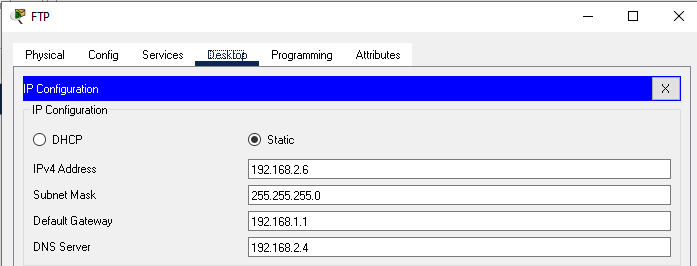 FTP
Physical Config Services Desktop Programming Attributes
IP Configuration X
IP Configuration
DHCP Static
IPv4 Address 192.168.2.6
Subnet Mask 255.255.255.0
Default Gateway 192.168.1.1
DNS Server 192.168.2.4